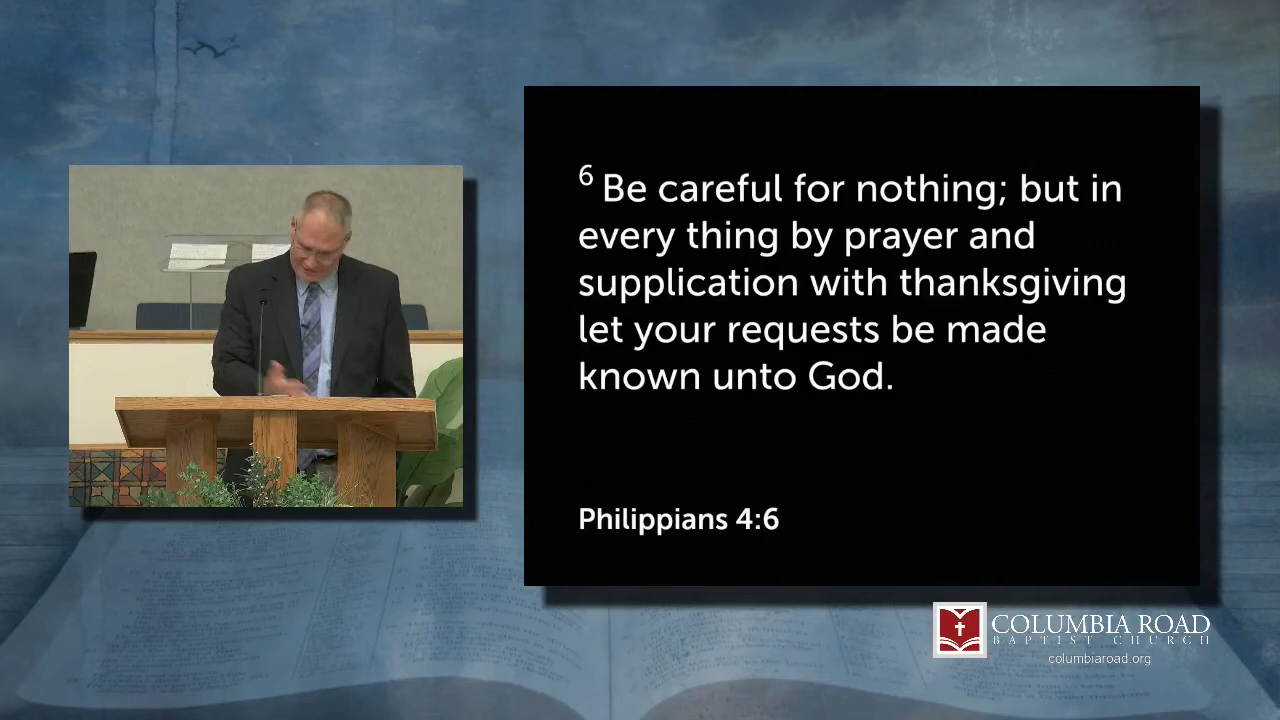 6 Be careful for nothing; but in
every thing by prayer and
supplication with thanksgiving
let your requests be made
known unto God.
Philippians 4:6
COLUMBIA ROAD
BAPTIST CHURCH
columbiaroad.org